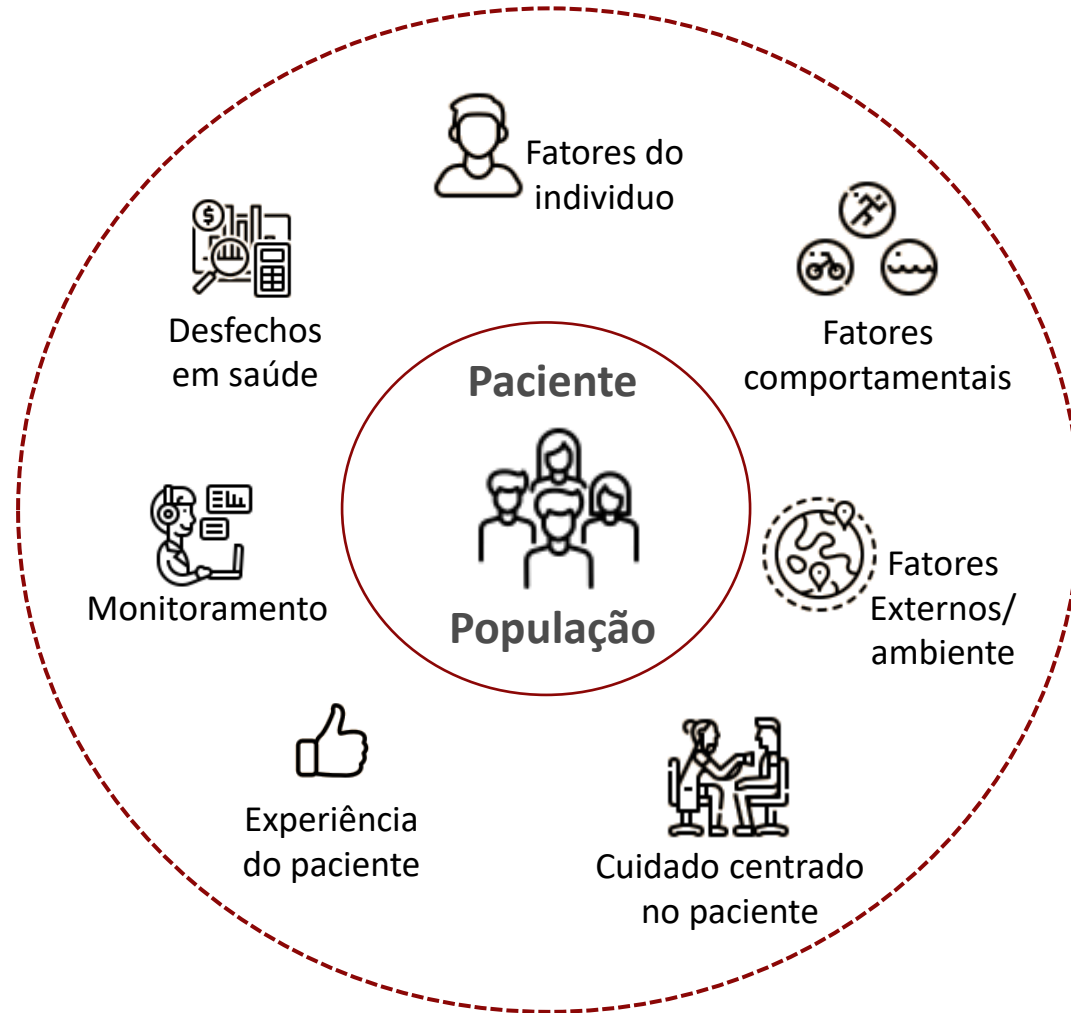 Fatores do
individuo
Fatores
comportamentais
Fatores
Externos/
ambiente
Cuidado centrado
no paciente
Experiência
do paciente
Monitoramento
Desfechos
em saúde
Paciente
População
$